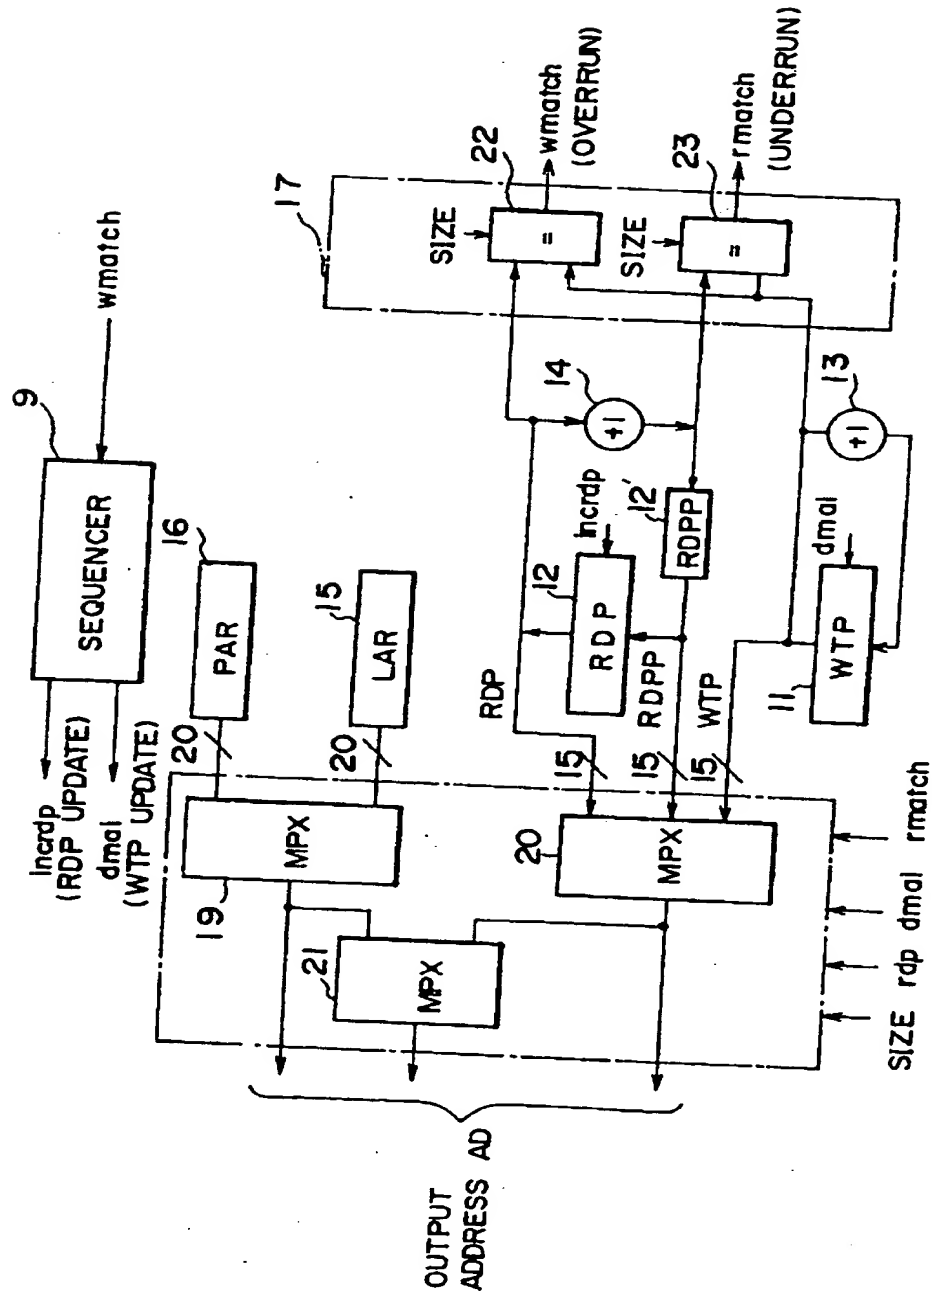 9
SEQUENCER
wmatch
Incrdp
(RDP UPDATE)
dmal
(WTP UPDATE)
16
PAR
20
15
LAR
20
MPX
19
21
MPX
MPX
20
OUTPUT
ADDRESS AD
SIZE
rdp
dmal
rmatch
RDP
15
RDPP
15
WTP
15
12
RDP
Incrdp
12'
RDPP
14
+1
11
WTP
dmal
13
+1
17
SIZE
22
=
wmatch
(OVERRUN)
SIZE
23
=
rmatch
(UNDERRUN)